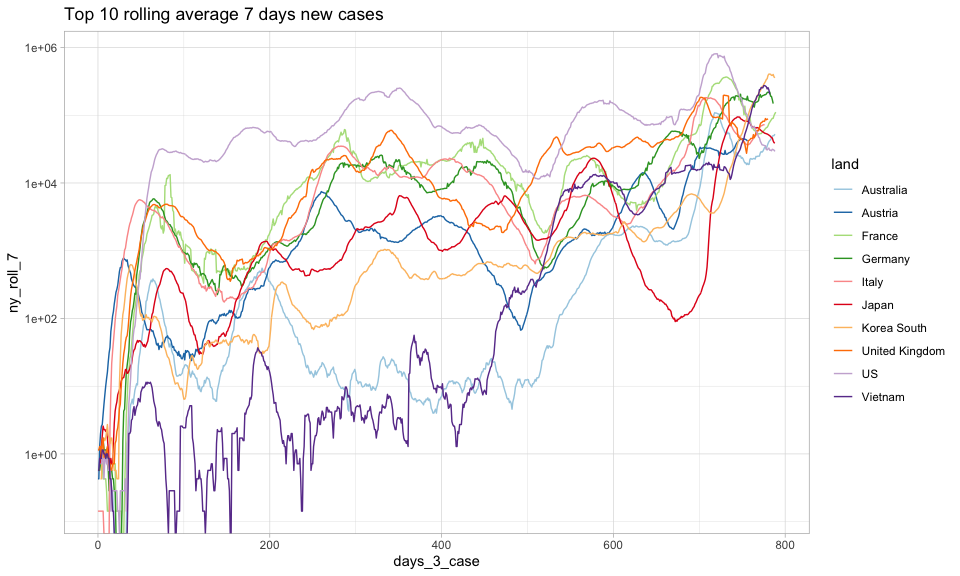 Top 10 rolling average 7 days new cases
1e+06
1e+04
1e+02
1e+00
ny_roll_7
0
200
400
600
800
days_3_case
land
Australia
Austria
France
Germany
Italy
Japan
Korea South
United Kingdom
US
Vietnam